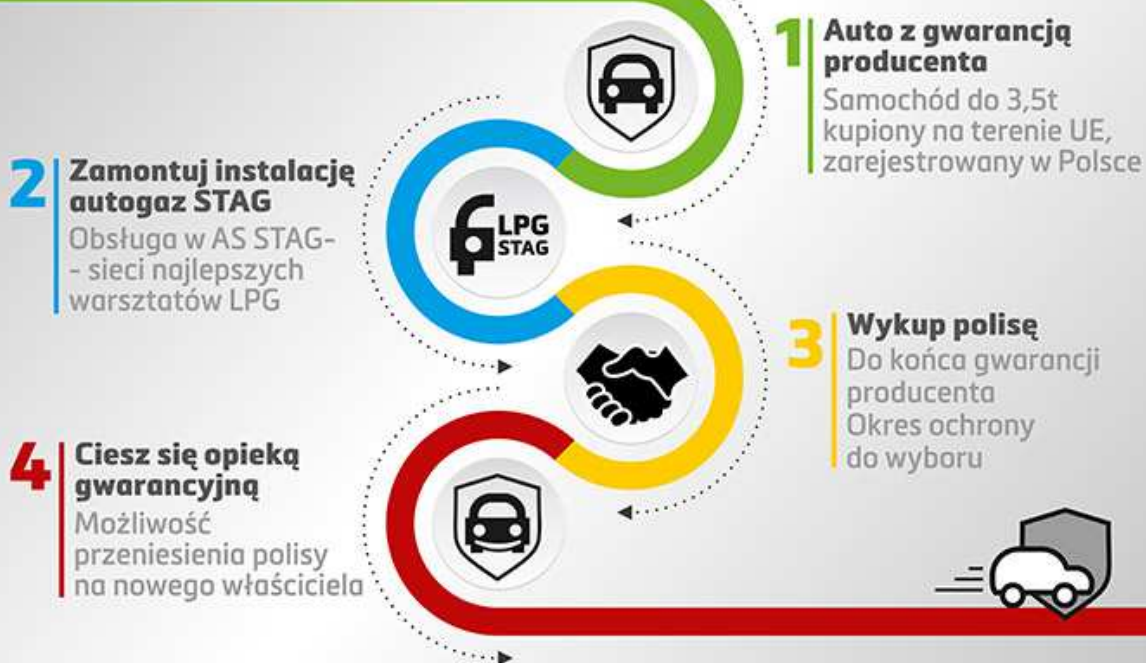 1
Auto z gwarancją
producenta
Samochód do 3,5t
kupiony na terenie UE,
zarejestrowany w Polsce
2
Zamontuj instalację
autogaz STAG
Obsługa w AS STAG-
- sieci najlepszych
warsztatów LPG
LPG
STAG
3
Wykup polisę
Do końca gwarancji
producenta
Okres ochrony
do wyboru
4
Ciesz się opieką
gwarancyjną
Możliwość
przeniesienia polisy
na nowego właściciela